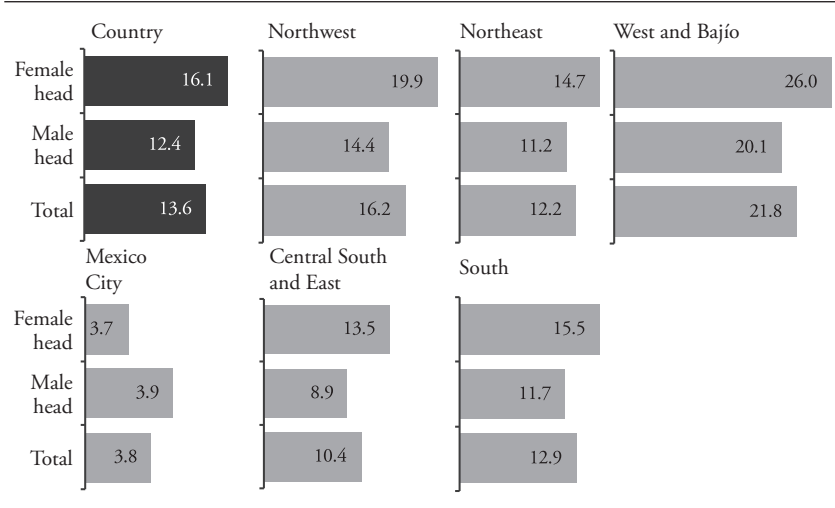 Country
Northwest
Northeast
West and Bajío
Female
head
16.1
19.9
14.7
26.0
Male
head
12.4
14.4
11.2
20.1
Total
13.6
16.2
12.2
21.8
Mexico
City
Central South
and East
South
Female
head
3.7
13.5
15.5
Male
head
3.9
8.9
11.7
Total
3.8
10.4
12.9